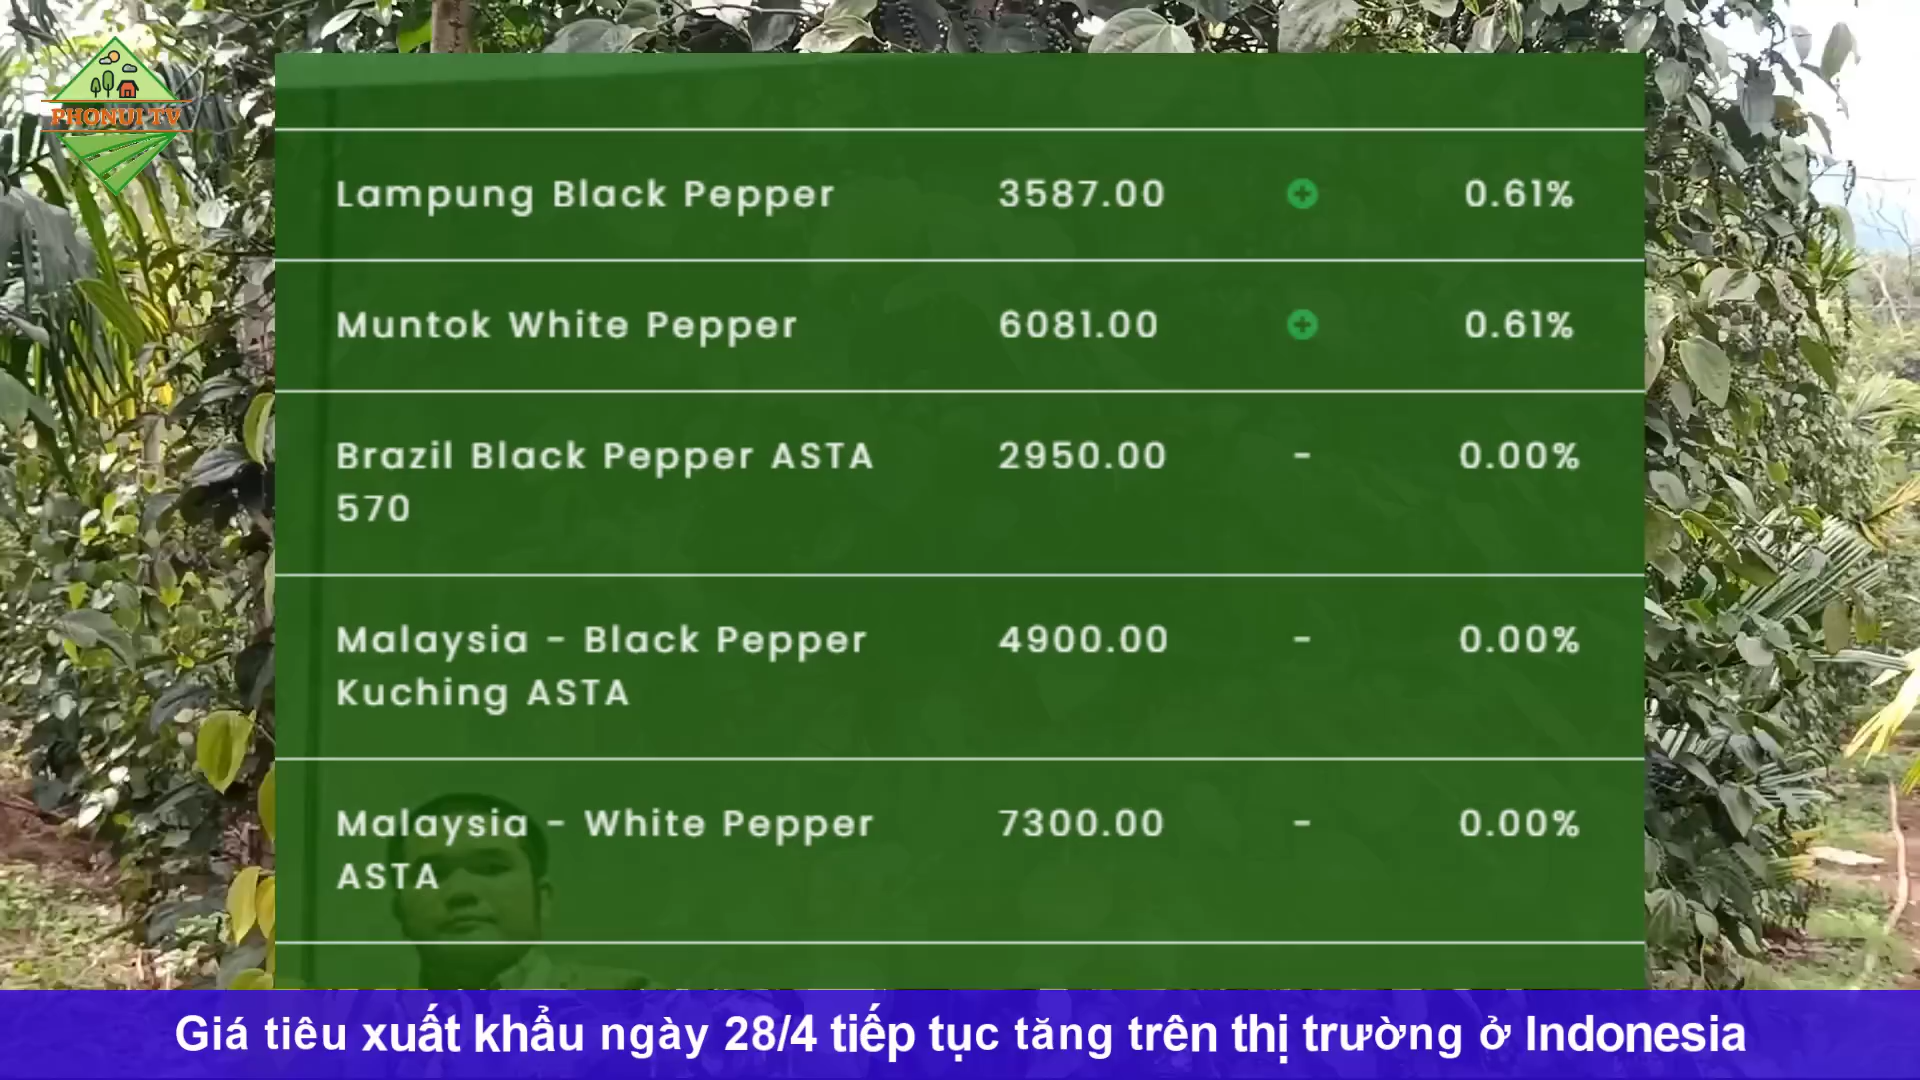 PHONUI TV
Lampung Black Pepper 3587.00 + 0.61%
Muntok White Pepper 6081.00 + 0.61%
Brazil Black Pepper ASTA 2950.00 - 0.00%
570
Malaysia - Black Pepper 4900.00 - 0.00%
Kuching ASTA
Malaysia - White Pepper 7300.00 - 0.00%
ASTA
Giá tiêu xuất khẩu ngày 28/4 tiếp tục tăng trên thị trường ở Indonesia